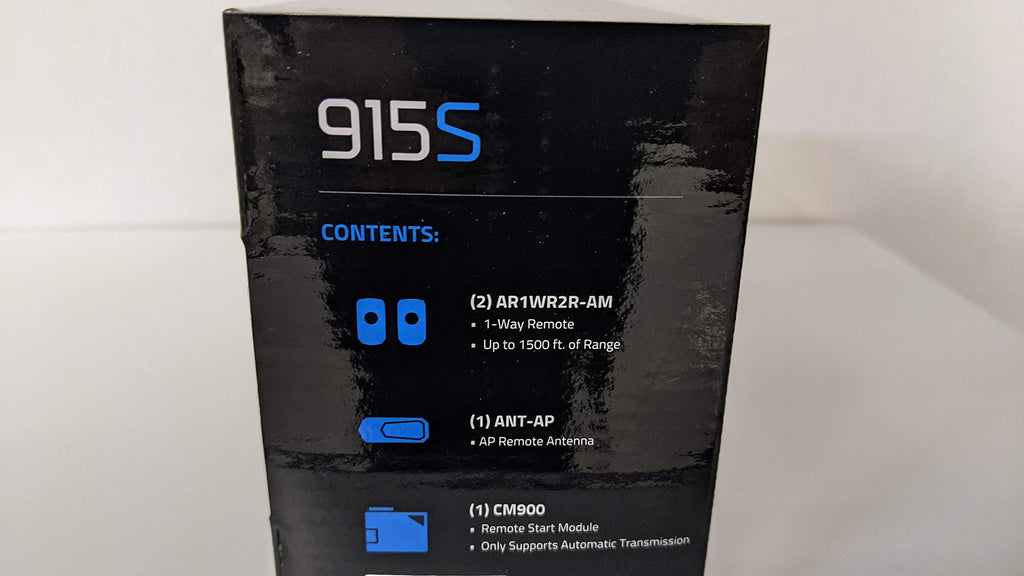 915S
CONTENTS:
(2) AR1WR2R-AM
▪ 1-Way Remote
▪ Up to 1500 ft. of Range
(1) ANT-AP
▪ AP Remote Antenna
(1) CM900
▪ Remote Start Module
▪ Only Supports Automatic Transmission